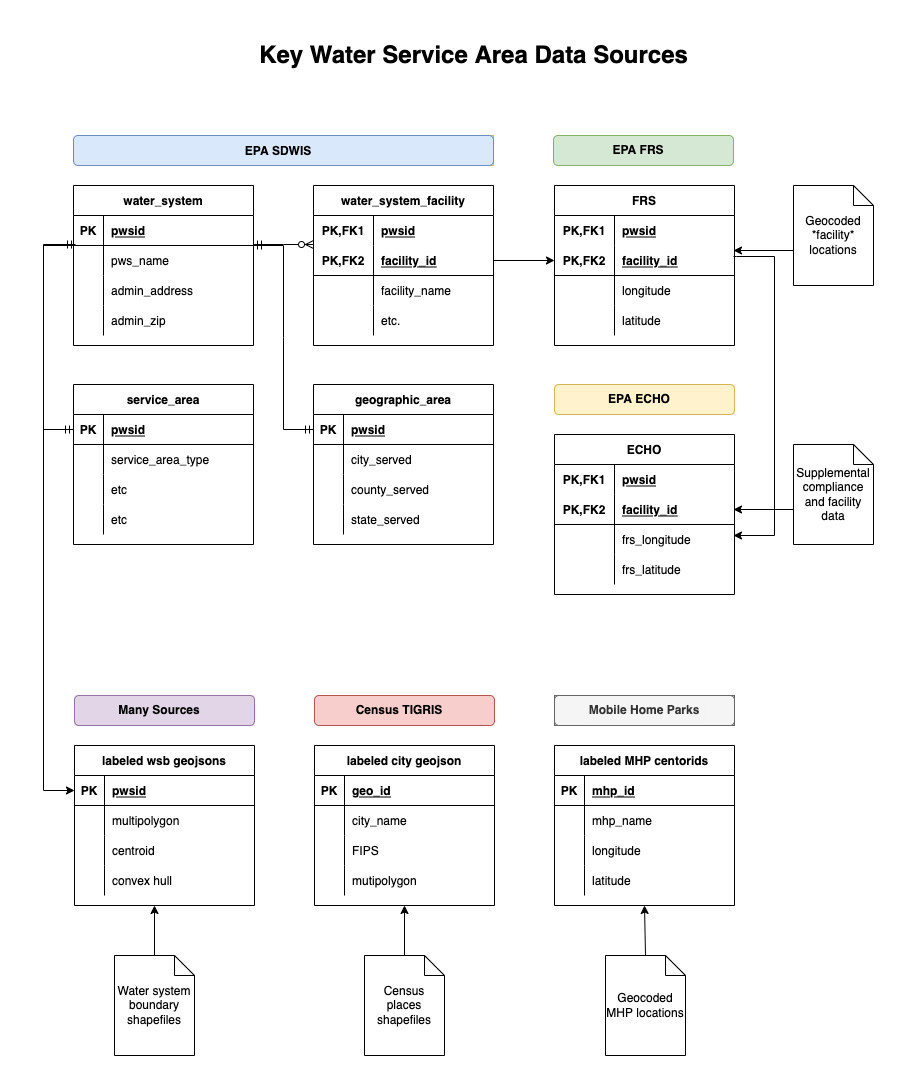 Key Water Service Area Data Sources
EPA SDWIS
EPA FRS
water_system
PK pwsid
pws_name
admin_address
admin_zip
water_system_facility
PK,FK1 pwsid
PK,FK2 facility_id
facility_name
etc.
FRS
PK,FK1 pwsid
PK,FK2 facility_id
longitude
latitude
Geocoded
*facility*
locations
service_area
PK pwsid
service_area_type
etc
etc
geographic_area
PK pwsid
city_served
county_served
state_served
EPA ECHO
ECHO
PK,FK1 pwsid
PK,FK2 facility_id
frs_longitude
frs_latitude
Supplemental
compliance
and facility
data
Many Sources
Census TIGRIS
Mobile Home Parks
labeled wsb geojsons
PK pwsid
multipolygon
centroid
convex hull
labeled city geojson
PK geo_id
city_name
FIPS
mutipolygon
labeled MHP centorids
PK mhp_id
mhp_name
longitude
latitude
Water system
boundary
shapefiles
Census
places
shapefiles
Geocoded
MHP locations